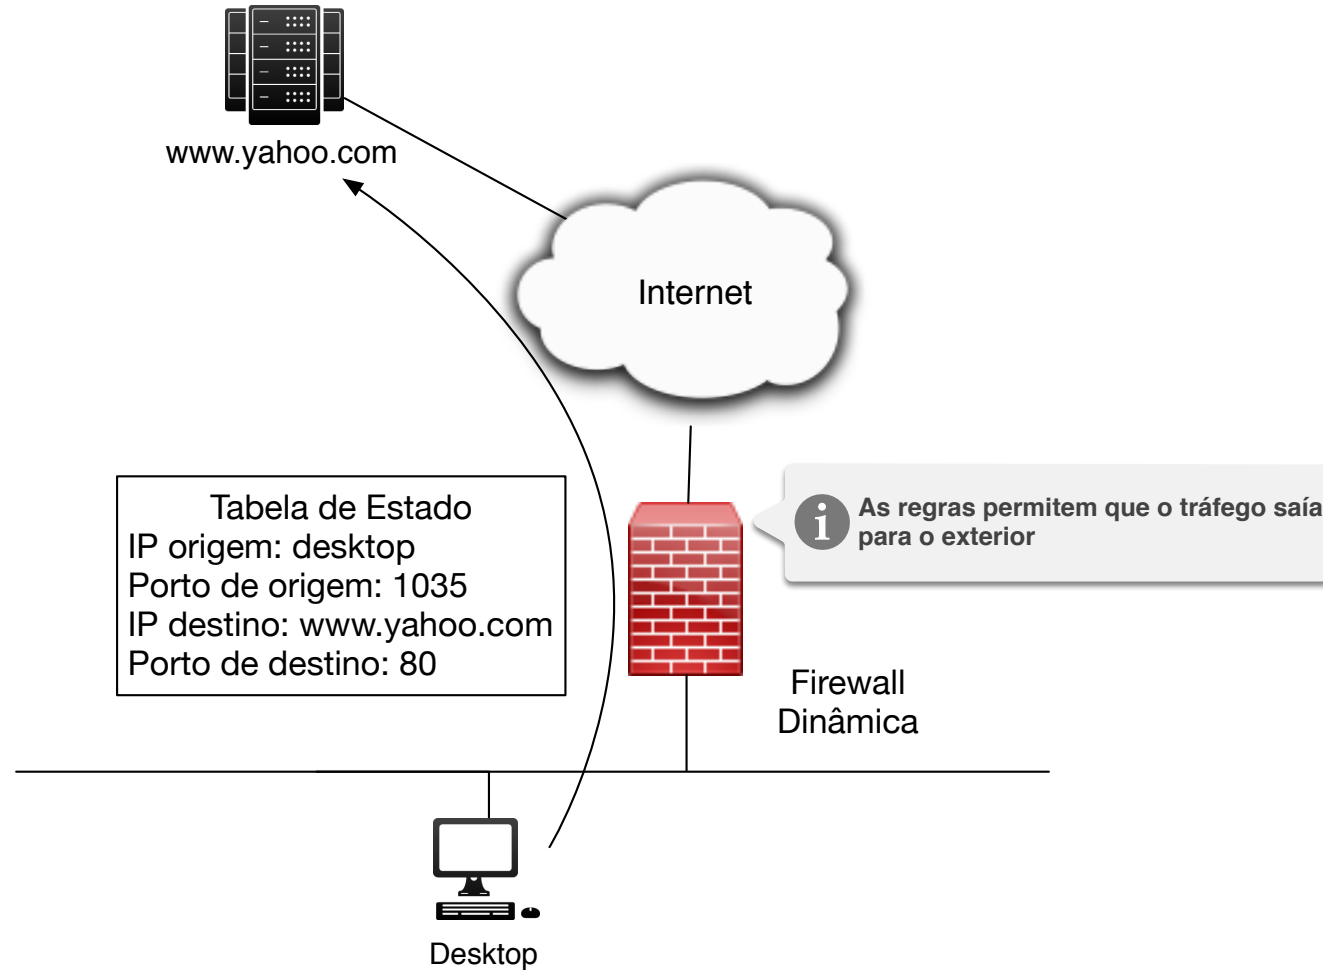 www.yahoo.com
Internet
Tabela de Estado
IP origem: desktop
Porto de origem: 1035
IP destino: www.yahoo.com
Porto de destino: 80
As regras permitem que o tráfego saía
para o exterior
Firewall
Dinâmica
Desktop